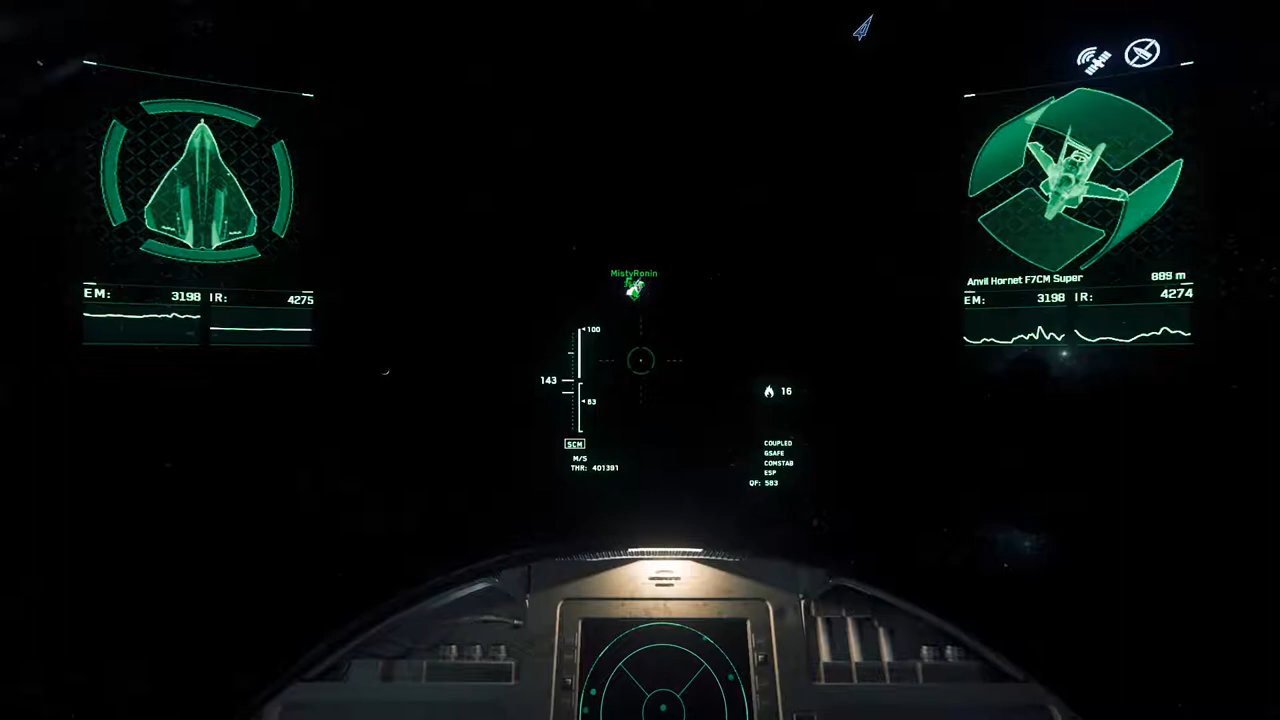 EM: 3198 IR: 4275
MistyRonin
100
143
83
SCM
M/S
THR: 401391
16
COUPLED
GSAFE
COMSTAB
ESP
QF: 583
Anvil Hornet F7CM Super 889 m
EM: 3198 IR: 4274